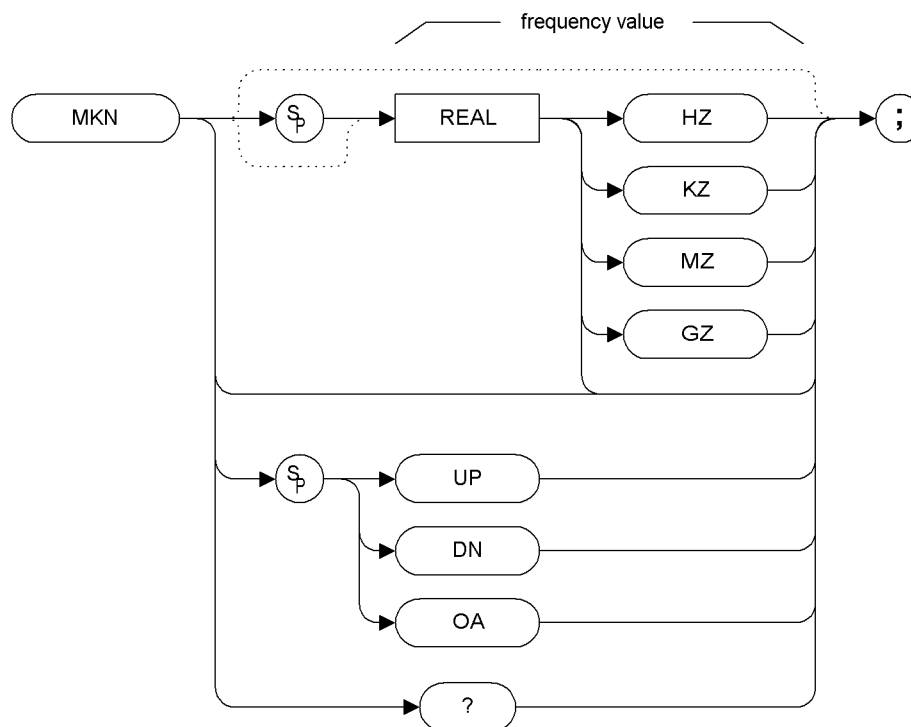 frequency value
MKN SP REAL HZ ;
KZ
MZ
GZ
SP UP
DN
OA
?